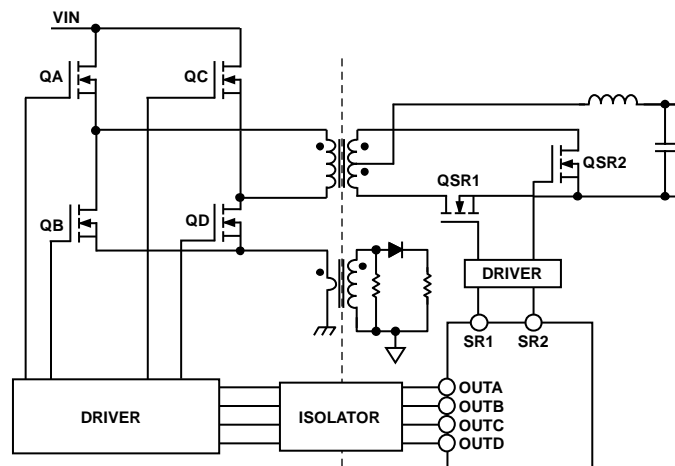 VIN
QA
QC
QSR2
QSR1
QB
QD
DRIVER
SR1
SR2
DRIVER
ISOLATOR
OUTA
OUTB
OUTC
OUTD